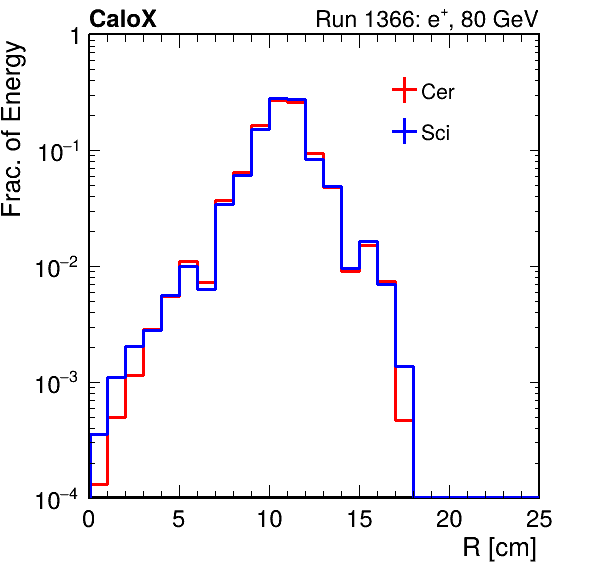 CaloX Run 1366: e⁺, 80 GeV
Frac. of Energy
1
10⁻¹
10⁻²
10⁻³
10⁻⁴
Cer
Sci
0 5 10 15 20 25
R [cm]